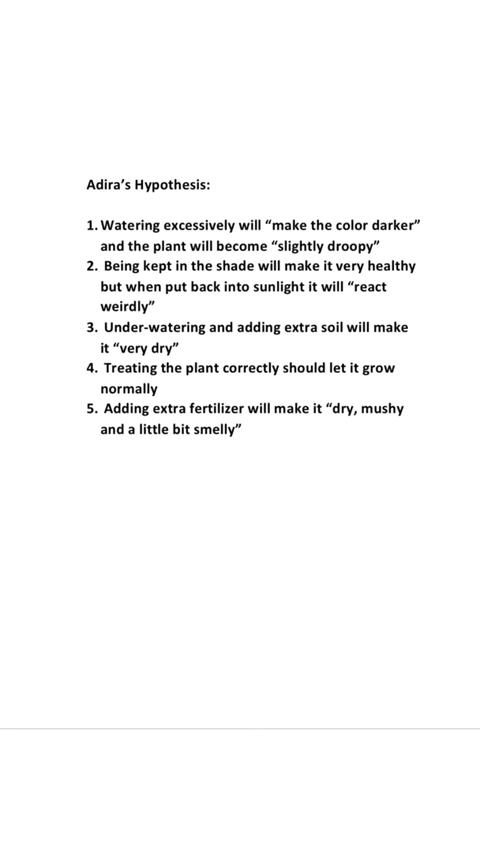 Adira’s Hypothesis:
1. Watering excessively will “make the color darker”
and the plant will become “slightly droopy”
2. Being kept in the shade will make it very healthy
but when put back into sunlight it will “react
weirdly”
3. Under-watering and adding extra soil will make
it “very dry”
4. Treating the plant correctly should let it grow
normally
5. Adding extra fertilizer will make it “dry, mushy
and a little bit smelly”